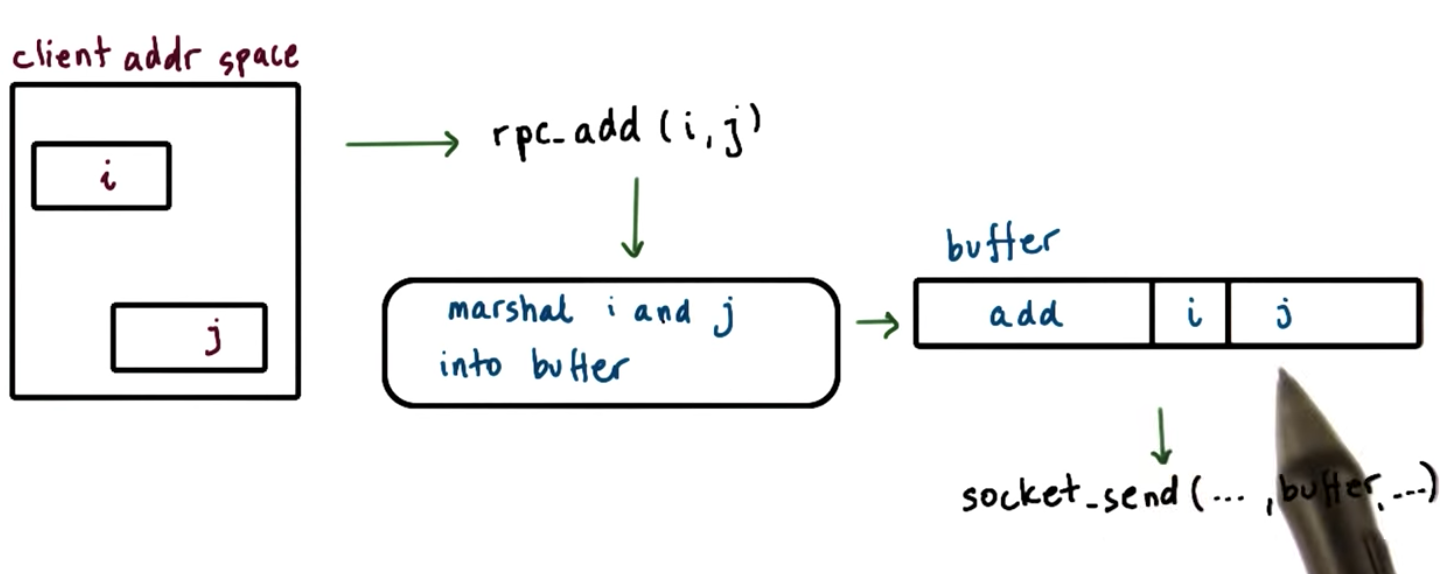 client addr space
i
j
rpc_add (i, j)
marshal i and j
into buffer
buffer
add i j
socket_send (... , buffer, ...)